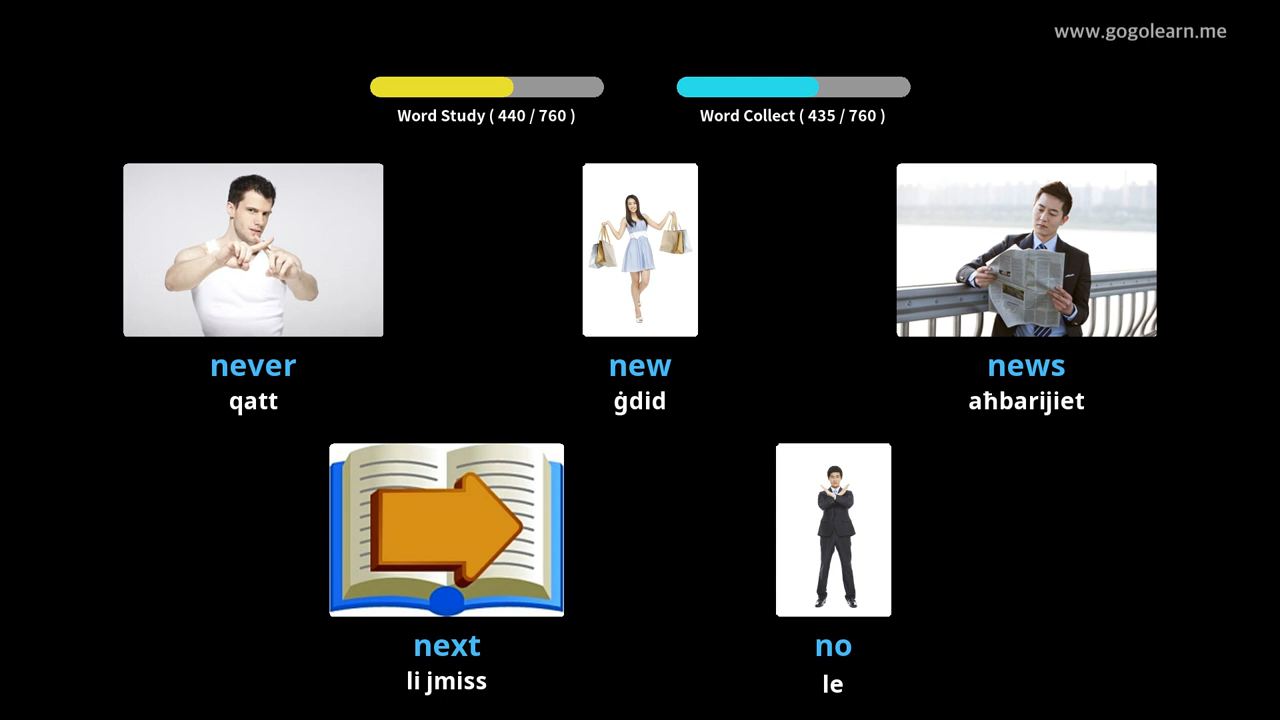 www.gogolearn.me
Word Study ( 440 / 760 )
Word Collect ( 435 / 760 )
never
qatt
new
ġdid
news
aħbarijiet
next
li jmiss
no
le